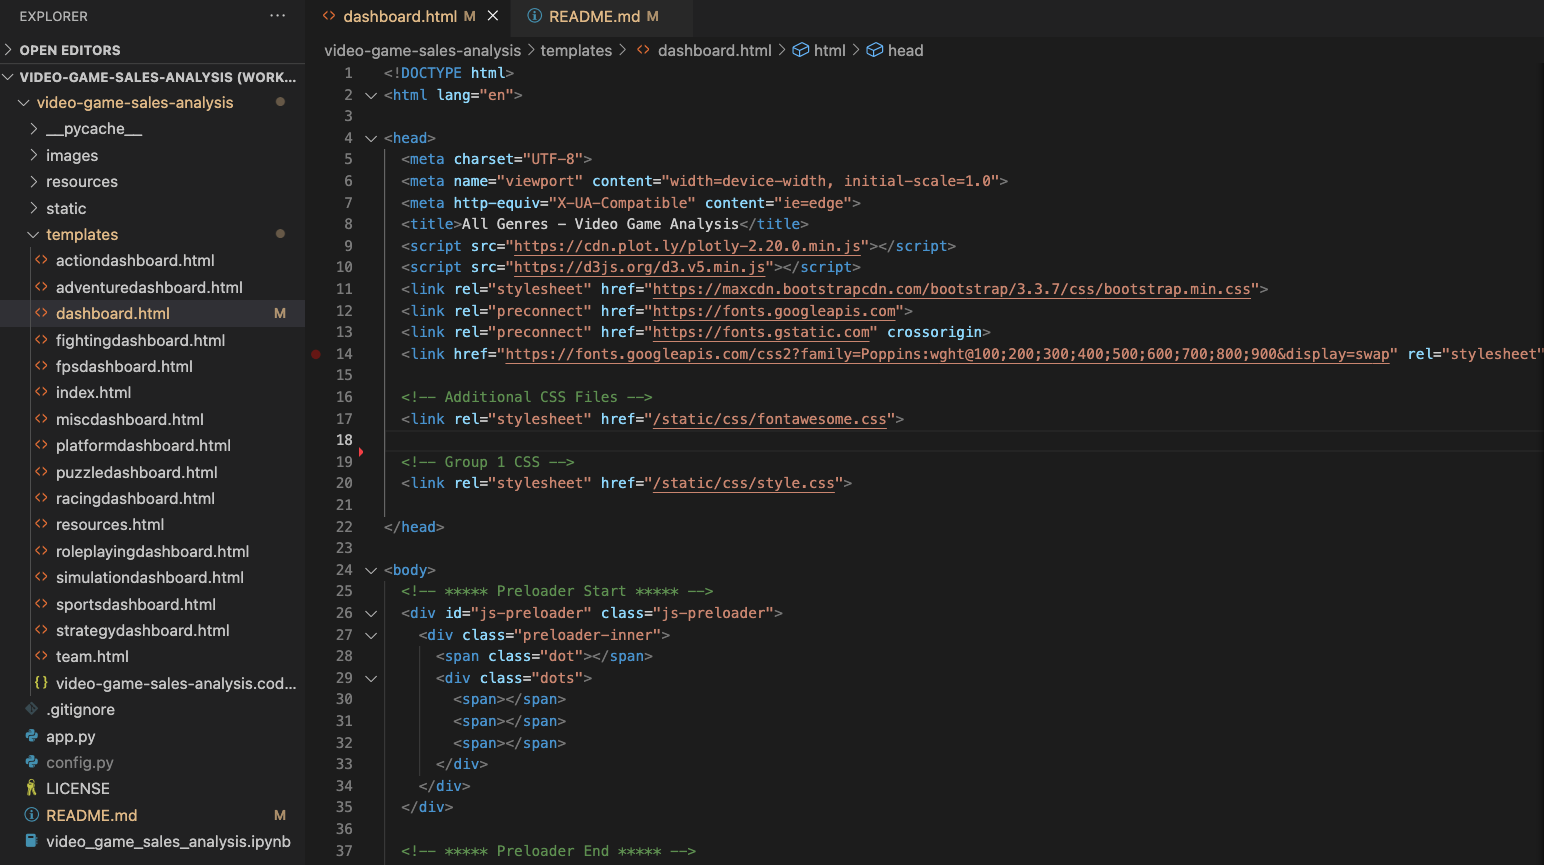 EXPLORER
···
OPEN EDITORS
VIDEO-GAME-SALES-ANALYSIS (WORK...
video-game-sales-analysis
__pycache__
images
resources
static
templates
actiondashboard.html
adventuredashboard.html
dashboard.html M
fightingdashboard.html
fpsdashboard.html
index.html
miscdashboard.html
platformdashboard.html
puzzledashboard.html
racingdashboard.html
resources.html
roleplayingdashboard.html
simulationdashboard.html
sportsdashboard.html
strategydashboard.html
team.html
{} video-game-sales-analysis.cod...
.gitignore
app.py
config.py
LICENSE
README.md M
video_game_sales_analysis.ipynb
dashboard.html M
README.md M
video-game-sales-analysis > templates > dashboard.html > html > head
1 <!DOCTYPE html>
2 <html lang="en">
3
4 <head>
5 <meta charset="UTF-8">
6 <meta name="viewport" content="width=device-width, initial-scale=1.0">
7 <meta http-equiv="X-UA-Compatible" content="ie=edge">
8 <title>All Genres - Video Game Analysis</title>
9 <script src="https://cdn.plot.ly/plotly-2.20.0.min.js"></script>
10 <script src="https://d3js.org/d3.v5.min.js"></script>
11 <link rel="stylesheet" href="https://maxcdn.bootstrapcdn.com/bootstrap/3.3.7/css/bootstrap.min.css">
12 <link rel="preconnect" href="https://fonts.googleapis.com">
13 <link rel="preconnect" href="https://fonts.gstatic.com" crossorigin>
14 <link href="https://fonts.googleapis.com/css2?family=Poppins:wght@100;200;300;400;500;600;700;800;900&display=swap" rel="stylesheet"
15
16 <!-- Additional CSS Files -->
17 <link rel="stylesheet" href="/static/css/fontawesome.css">
18
19 <!-- Group 1 CSS -->
20 <link rel="stylesheet" href="/static/css/style.css">
21
22 </head>
23
24 <body>
25 <!-- ***** Preloader Start ***** -->
26 <div id="js-preloader" class="js-preloader">
27 <div class="preloader-inner">
28 <span class="dot"></span>
29 <div class="dots">
30 <span></span>
31 <span></span>
32 <span></span>
33 </div>
34 </div>
35 </div>
36
37 <!-- ***** Preloader End ***** -->